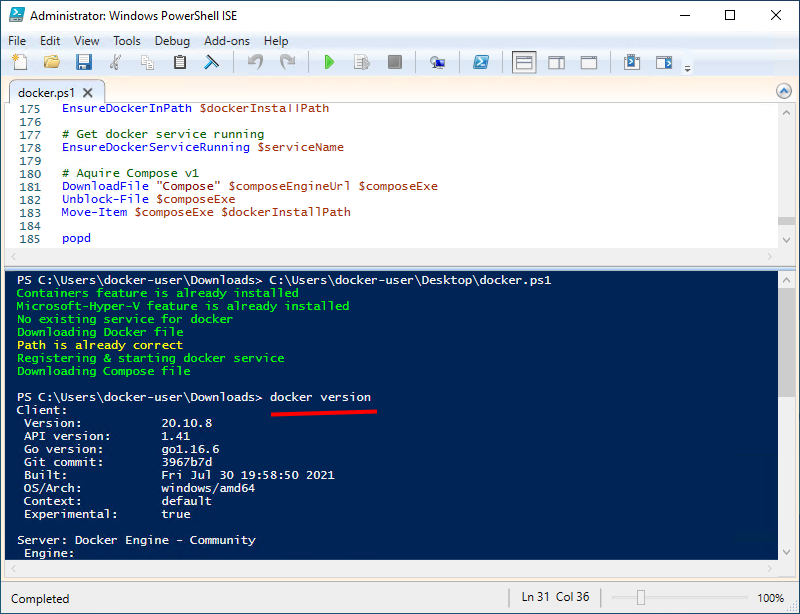 Administrator: Windows PowerShell ISE
File Edit View Tools Debug Add-ons Help
docker.ps1
175 EnsureDockerInPath $dockerInstallPath
176
177 # Get docker service running
178 EnsureDockerServiceRunning $serviceName
179
180 # Aquire Compose v1
181 DownloadFile "Compose" $composeEngineUrl $composeExe
182 Unblock-File $composeExe
183 Move-Item $composeExe $dockerInstallPath
184
185 popd
PS C:\Users\docker-user\Downloads> C:\Users\docker-user\Desktop\docker.ps1
Containers feature is already installed
Microsoft-Hyper-V feature is already installed
No existing service for docker
Downloading Docker file
Path is already correct
Registering & starting docker service
Downloading Compose file
PS C:\Users\docker-user\Downloads> docker version
Client:
Version: 20.10.8
API version: 1.41
Go version: go1.16.6
Git commit: 3967b7d
Built: Fri Jul 30 19:58:50 2021
OS/Arch: windows/amd64
Context: default
Experimental: true
Server: Docker Engine - Community
Engine:
Completed Ln 31 Col 36 100%